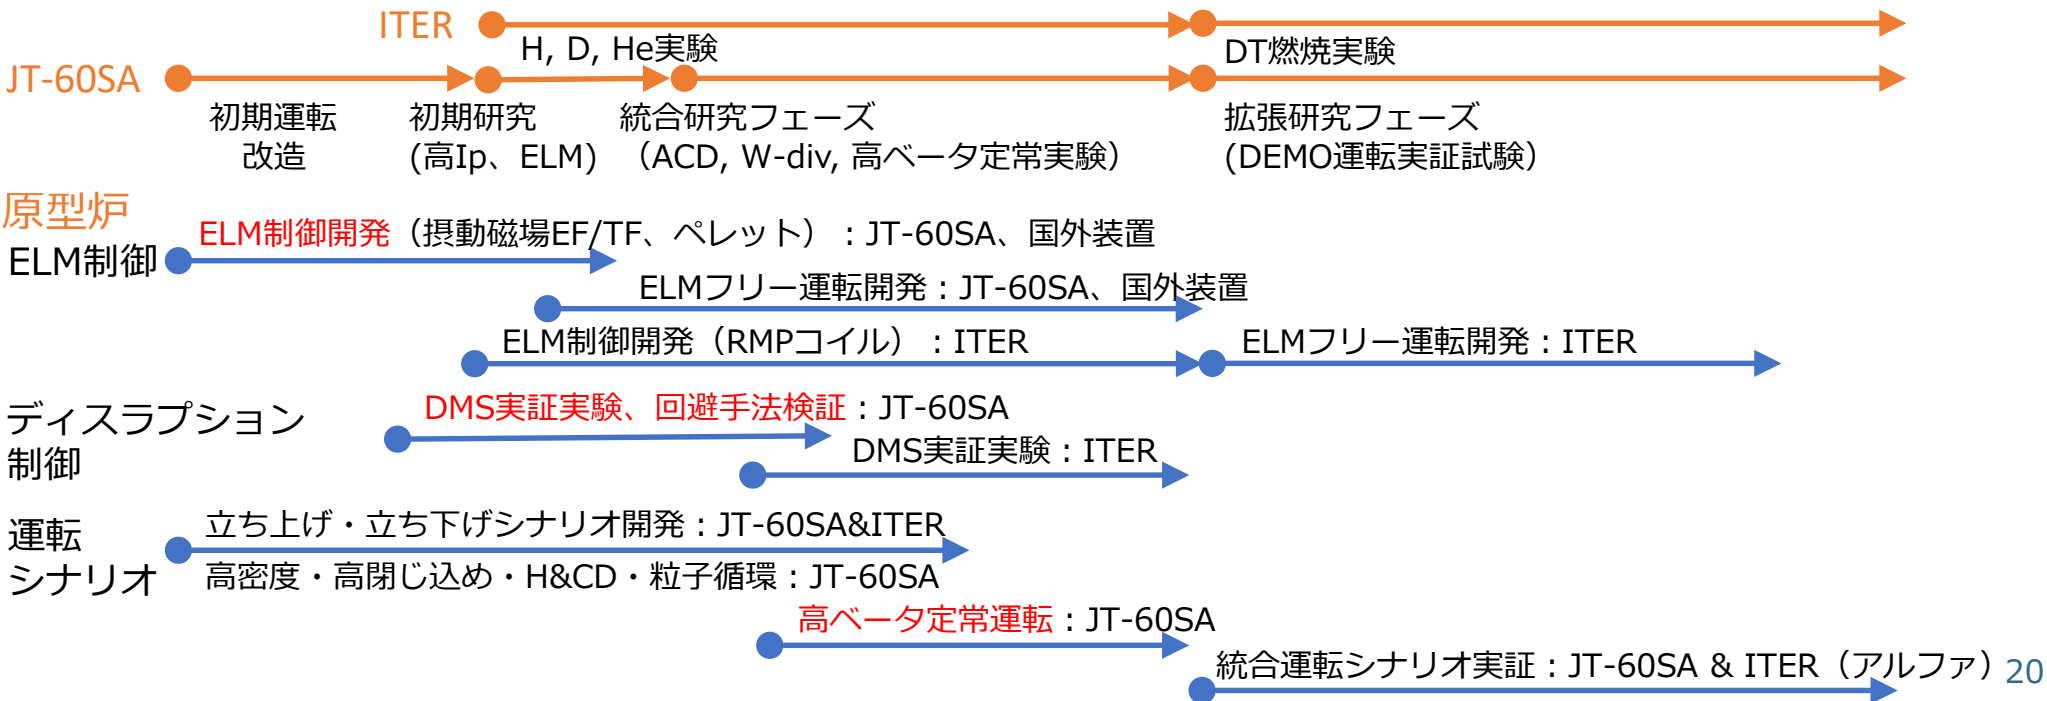 ITER
H, D, He実験
DT燃焼実験
JT-60SA
初期運転
改造
初期研究
(高Ip、ELM)
統合研究フェーズ
（ACD, W-div, 高ベータ定常実験）
拡張研究フェーズ
(DEMO運転実証試験）
原型炉
ELM制御
ELM制御開発（摂動磁場EF/TF、ペレット）：JT-60SA、国外装置
ELMフリー運転開発：JT-60SA、国外装置
ELM制御開発（RMPコイル）：ITER
ELMフリー運転開発：ITER
ディスラプション
制御
DMS実証実験、回避手法検証：JT-60SA
DMS実証実験：ITER
運転
シナリオ
立ち上げ・立ち下げシナリオ開発：JT-60SA&ITER
高密度・高閉じ込め・H&CD・粒子循環：JT-60SA
高ベータ定常運転：JT-60SA
統合運転シナリオ実証：JT-60SA & ITER（アルファ）
20